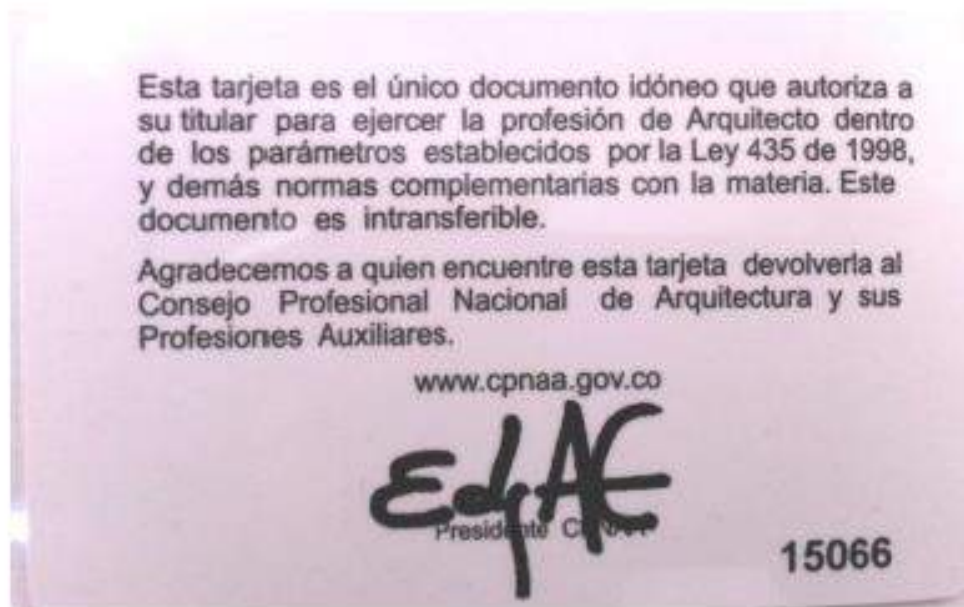 Esta tarjeta es el único documento idóneo que autoriza a
su titular para ejercer la profesión de Arquitecto dentro
de los parámetros establecidos por la Ley 435 de 1998,
y demás normas complementarias con la materia. Este
documento es intransferible.
Agradecemos a quien encuentre esta tarjeta devolverla al
Consejo Profesional Nacional de Arquitectura y sus
Profesiones Auxiliares.
www.cpnaa.gov.co
Presidente
15066